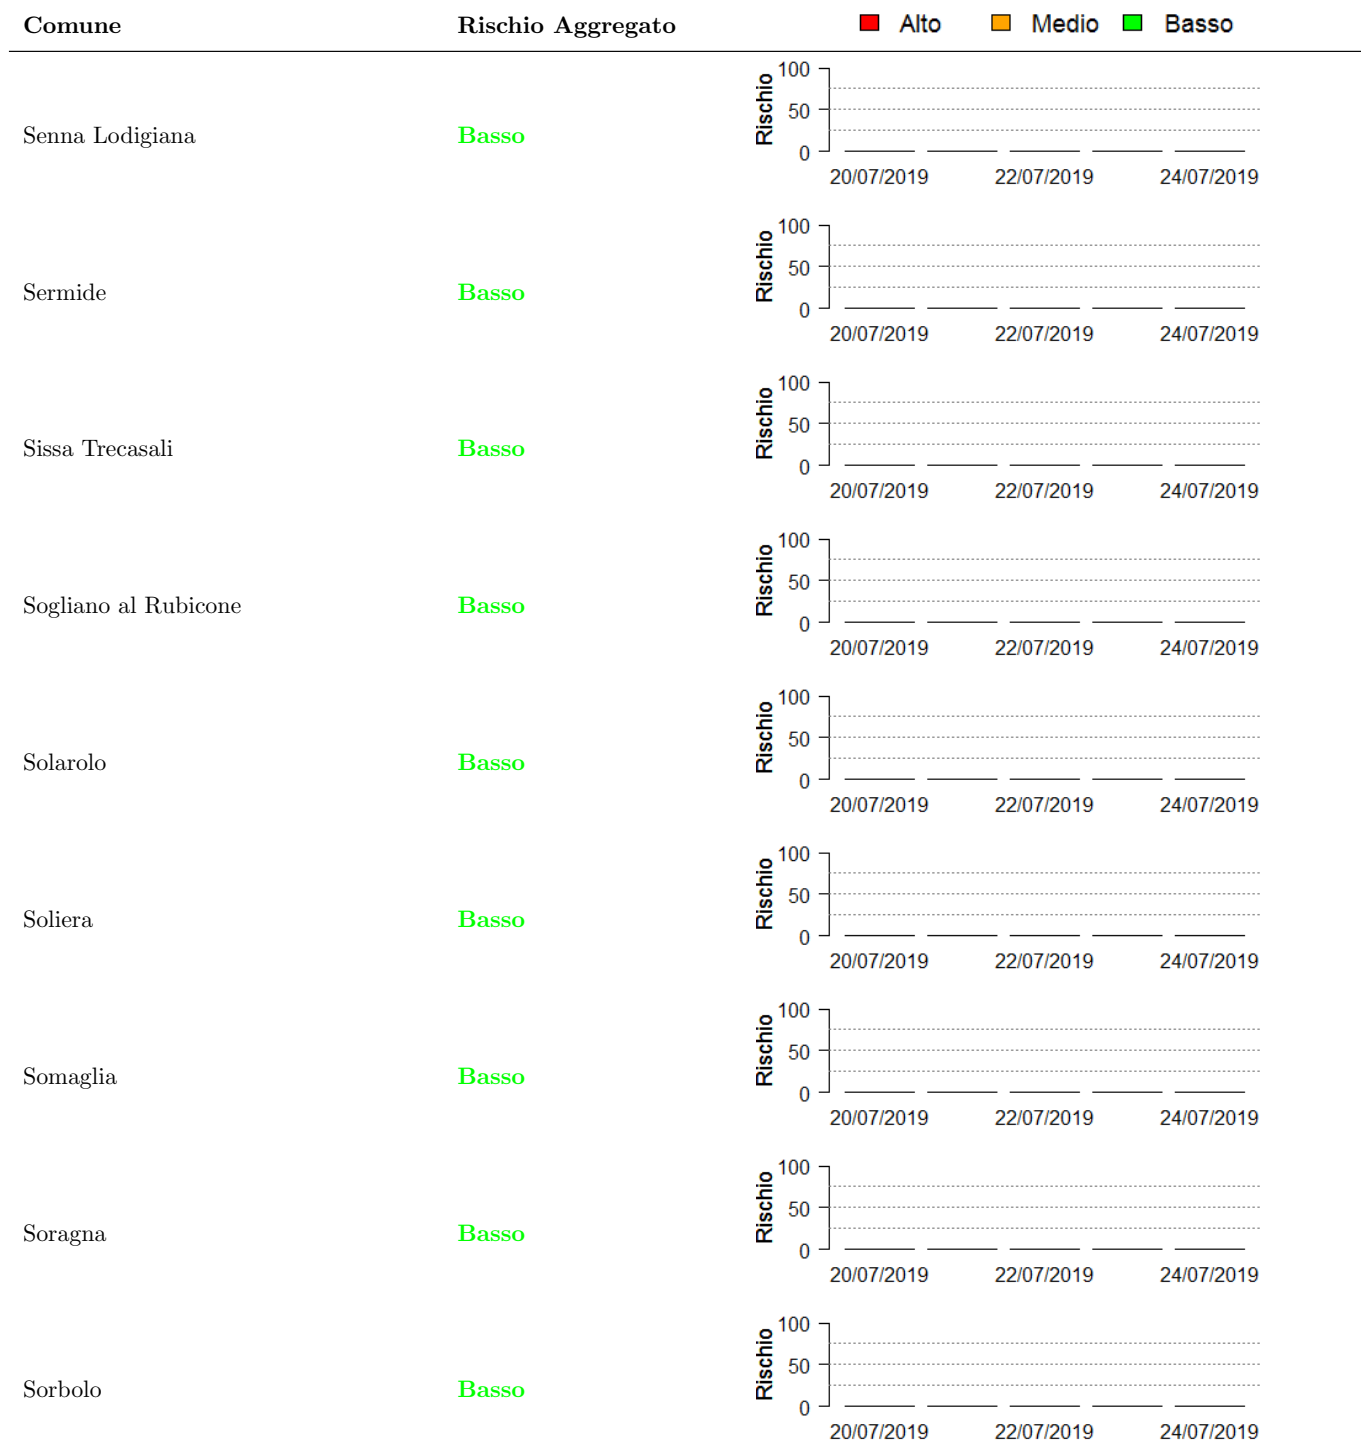 Comune Rischio Aggregato Alto Medio Basso
100
50
0
Rischio
Senna Lodigiana Basso
20/07/2019 22/07/2019 24/07/2019
100
50
0
Rischio
Sermide Basso
20/07/2019 22/07/2019 24/07/2019
100
50
0
Rischio
Sissa Trecasali Basso
20/07/2019 22/07/2019 24/07/2019
100
50
0
Rischio
Sogliano al Rubicone Basso
20/07/2019 22/07/2019 24/07/2019
100
50
0
Rischio
Solarolo Basso
20/07/2019 22/07/2019 24/07/2019
100
50
0
Rischio
Soliera Basso
20/07/2019 22/07/2019 24/07/2019
100
50
0
Rischio
Somaglia Basso
20/07/2019 22/07/2019 24/07/2019
100
50
0
Rischio
Soragna Basso
20/07/2019 22/07/2019 24/07/2019
100
50
0
Rischio
Sorbolo Basso
20/07/2019 22/07/2019 24/07/2019